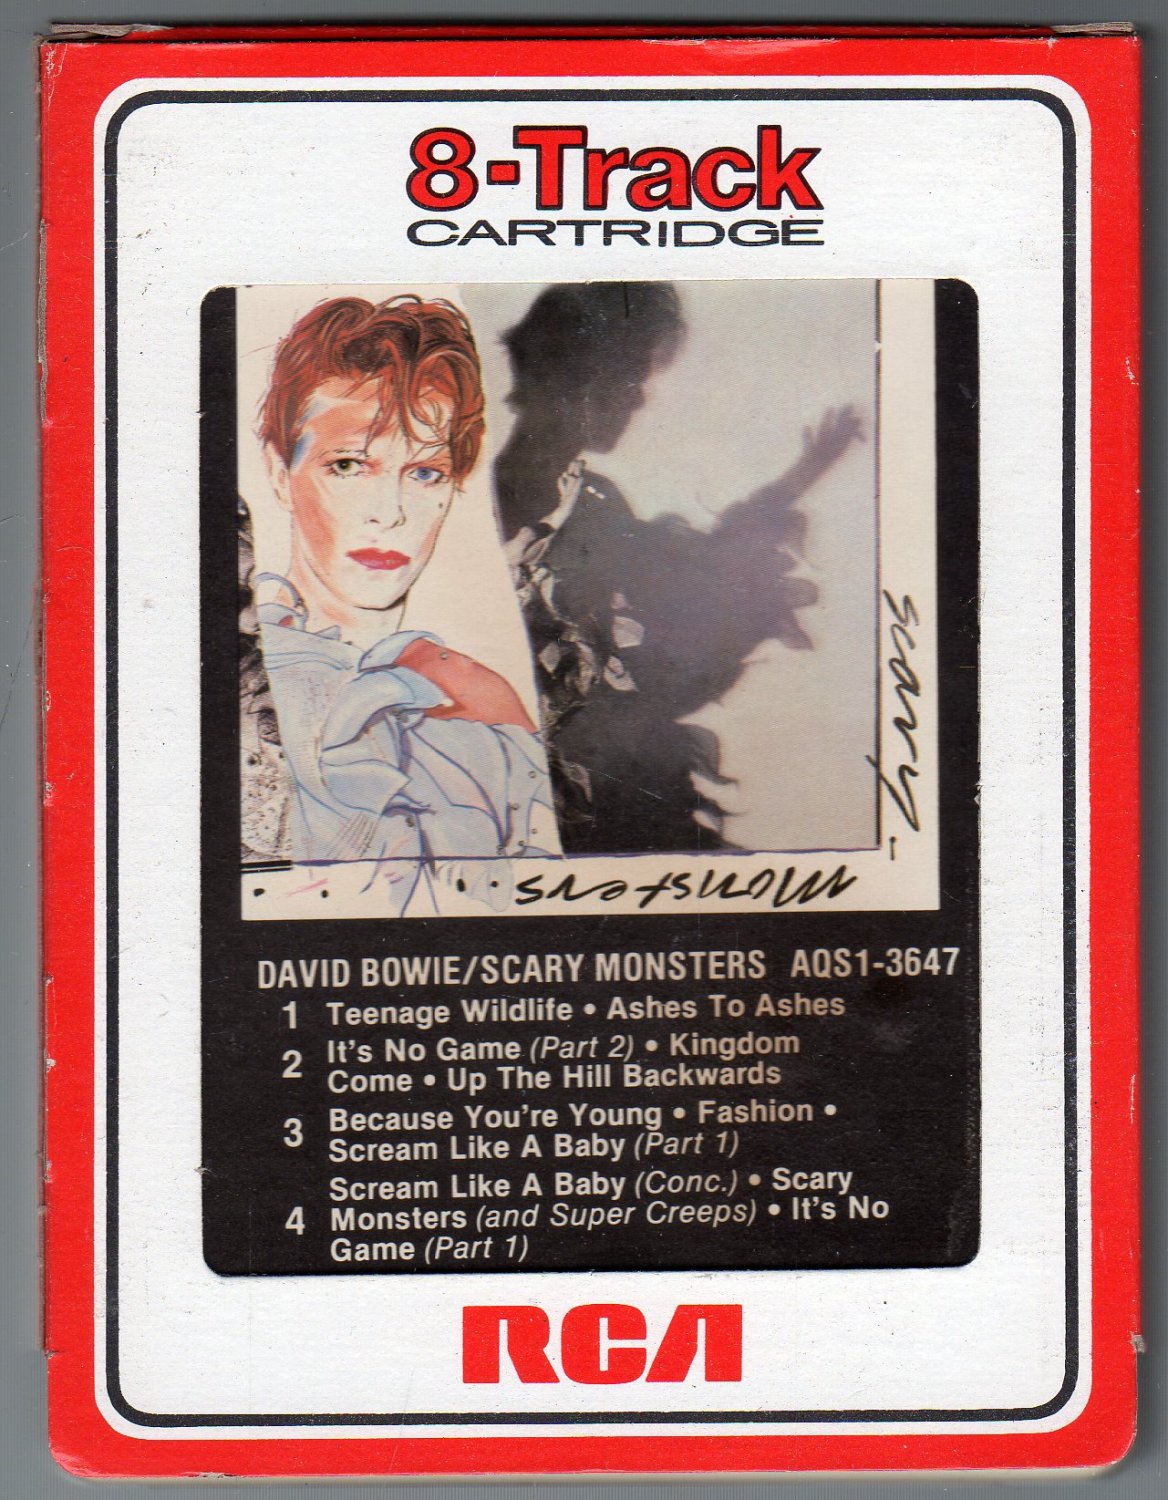 8-Track
CARTRIDGE
scary
monsters
DAVID BOWIE/SCARY MONSTERS AQS1-3647
1 Teenage Wildlife • Ashes To Ashes
2 It's No Game (Part 2) • Kingdom
Come • Up The Hill Backwards
3 Because You're Young • Fashion •
Scream Like A Baby (Part 1)
Scream Like A Baby (Conc.) • Scary
4 Monsters (and Super Creeps) • It's No
Game (Part 1)
RCA